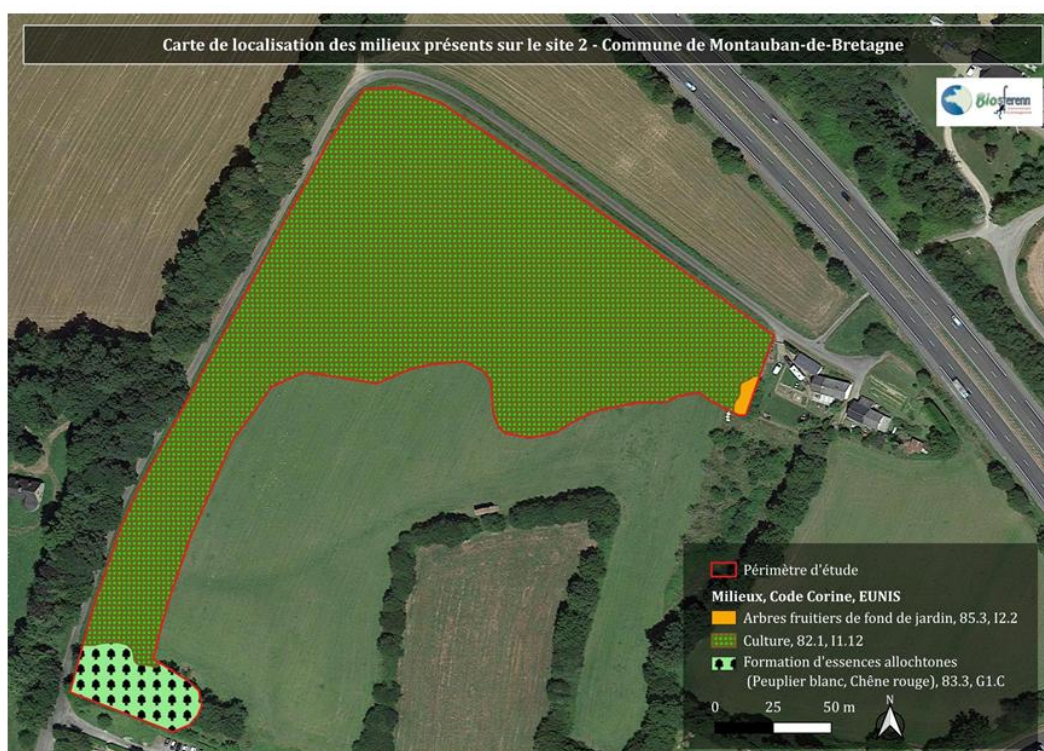 Carte de localisation des milieux présents sur le site 2 - Commune de Montauban-de-Bretagne
Biosferenn
Périmètre d'étude
Milieux, Code Corine, EUNIS
Arbres fruitiers de fond de jardin, 85.3, I2.2
Culture, 82.1, I1.12
Formation d'essences allochtones
(Peuplier blanc, Chêne rouge), 83.3, G1.C
N
0 25 50 m